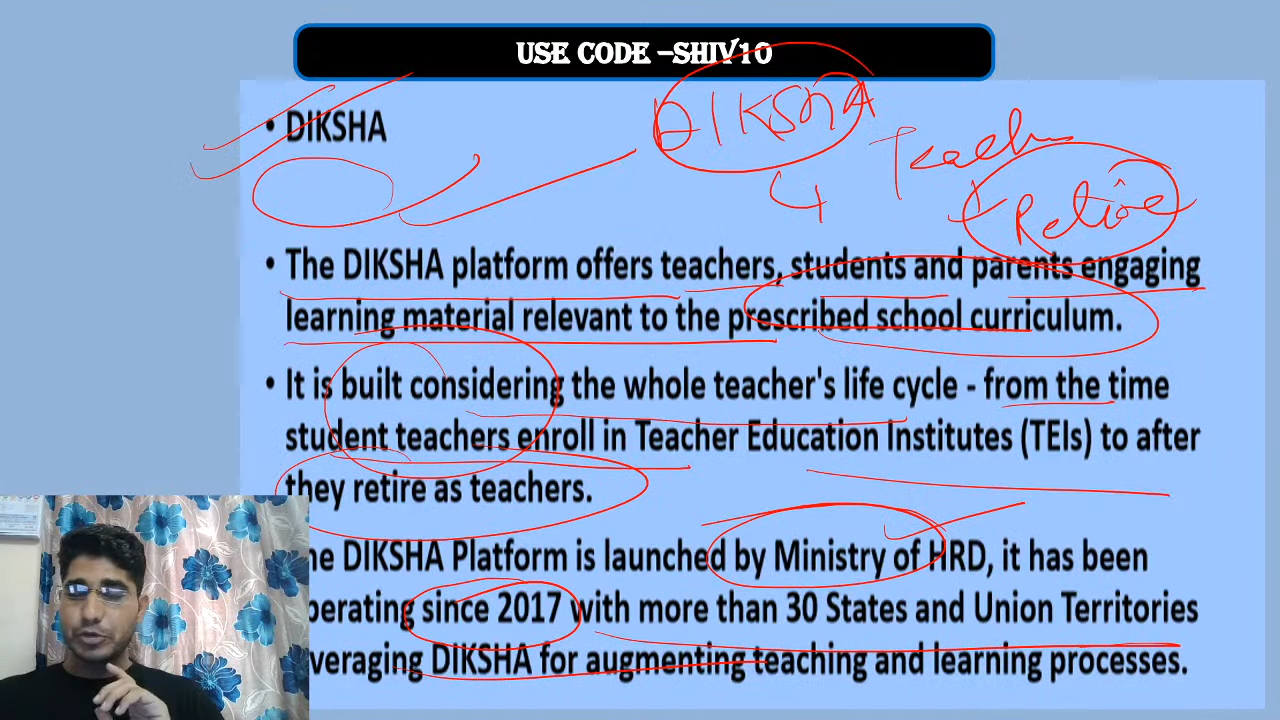 USE CODE –SHIV10
• DIKSHA
DIKSHA
Teacher
Retire
• The DIKSHA platform offers teachers, students and parents engaging
learning material relevant to the prescribed school curriculum.
• It is built considering the whole teacher's life cycle - from the time
student teachers enroll in Teacher Education Institutes (TEIs) to after
they retire as teachers.
he DIKSHA Platform is launched by Ministry of HRD, it has been
perating since 2017 with more than 30 States and Union Territories
veraging DIKSHA for augmenting teaching and learning processes.